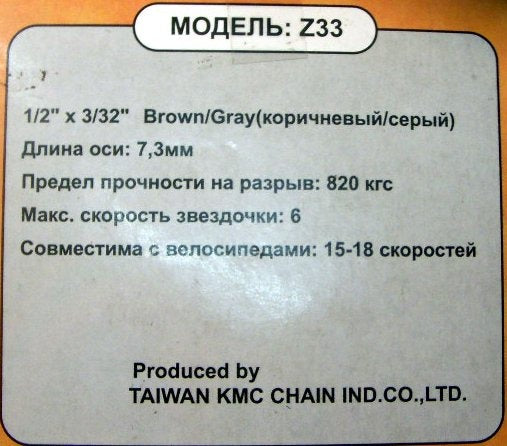 МОДЕЛЬ: Z33
1/2" x 3/32" Brown/Gray(коричневый/серый)
Длина оси: 7,3мм
Предел прочности на разрыв: 820 кгс
Макс. скорость звездочки: 6
Совместима с велосипедами: 15-18 скоростей
Produced by
TAIWAN KMC CHAIN IND.CO.,LTD.